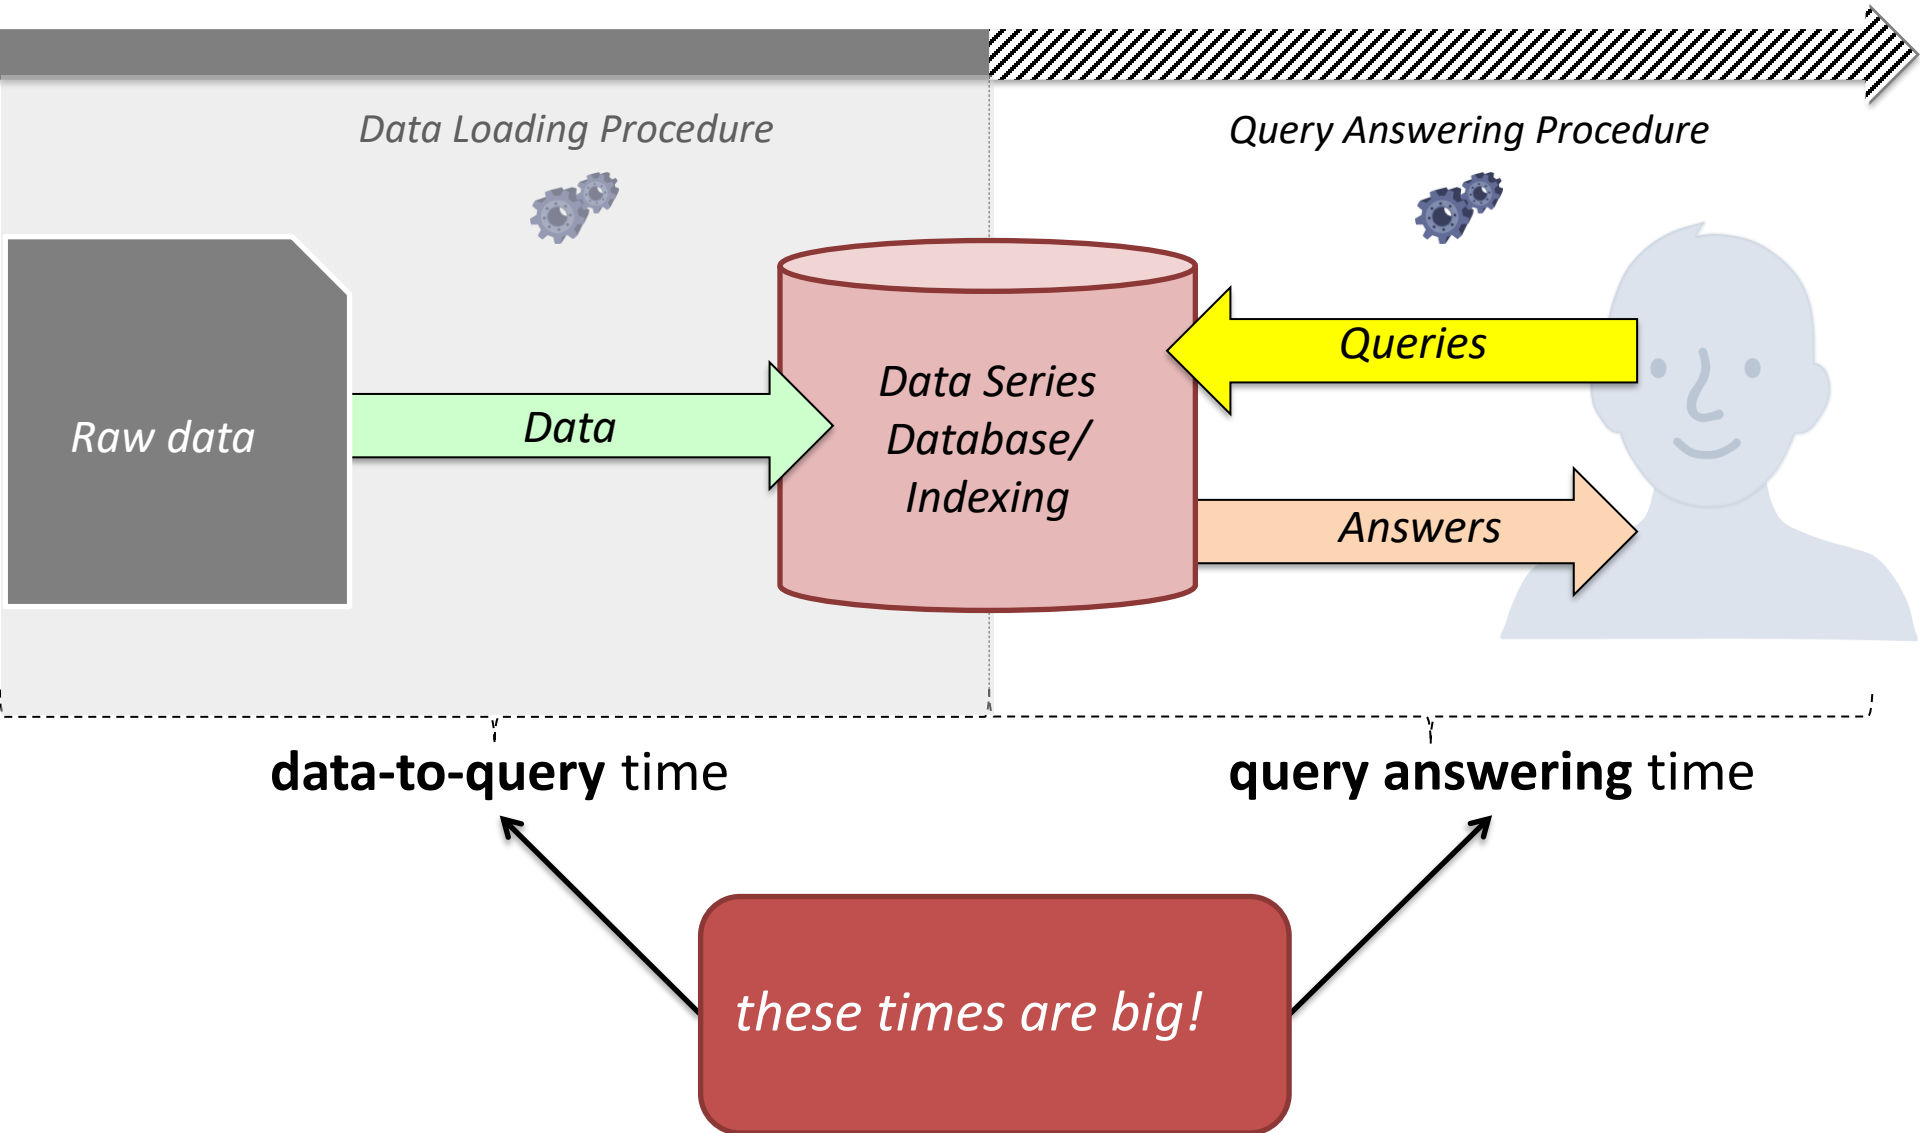 Data Loading Procedure
Query Answering Procedure
Raw data
Data
Data Series
Database/
Indexing
Queries
Answers
data-to-query time
query answering time
these times are big!